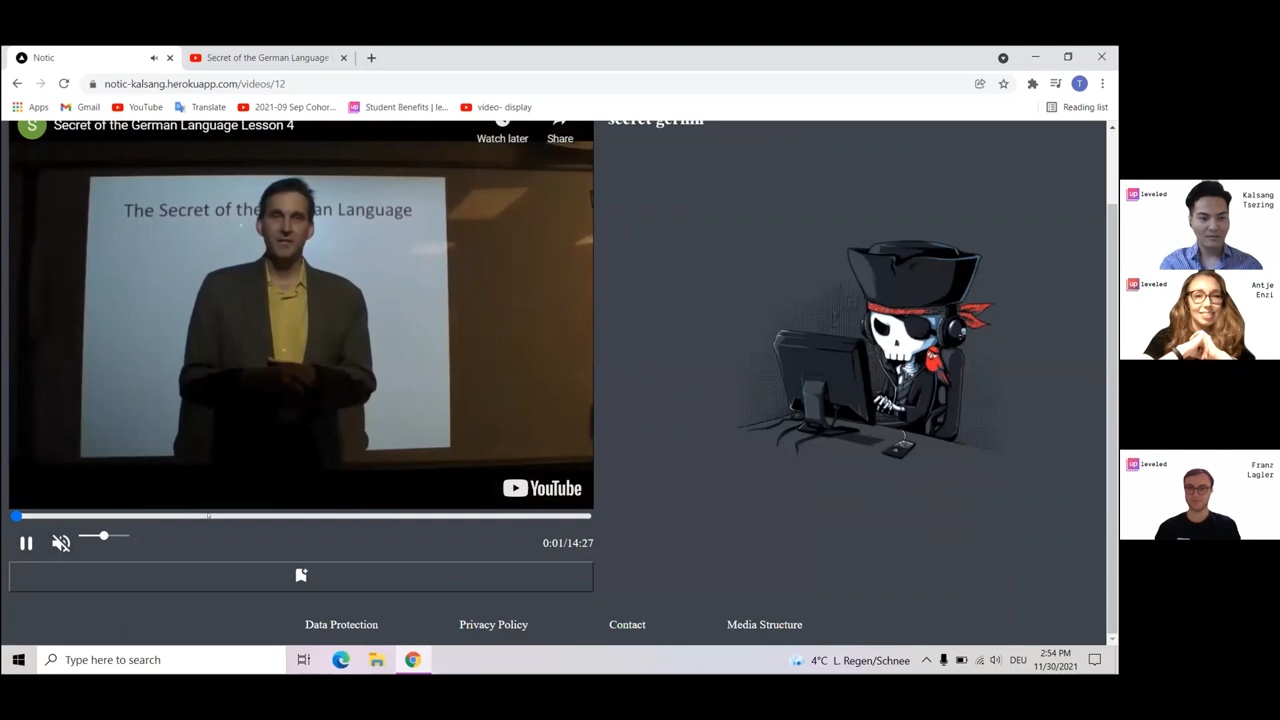 Notic
Secret of the German Language
notic-kalsang.herokuapp.com/videos/12
Apps
Gmail
YouTube
Translate
2021-09 Sep Cohor...
Student Benefits | le...
video- display
Reading list
S
Secret of the German Language Lesson 4
Watch later
Share
The Secret of the
an Language
YouTube
0:01/14:27
Data Protection
Privacy Policy
Contact
Media Structure
Type here to search
4°C L. Regen/Schnee
DEU
2:54 PM
11/30/2021
T
up leveled
Kalsang
Tsering
up leveled
Antje
Enzi
up leveled
Franz
Lagler